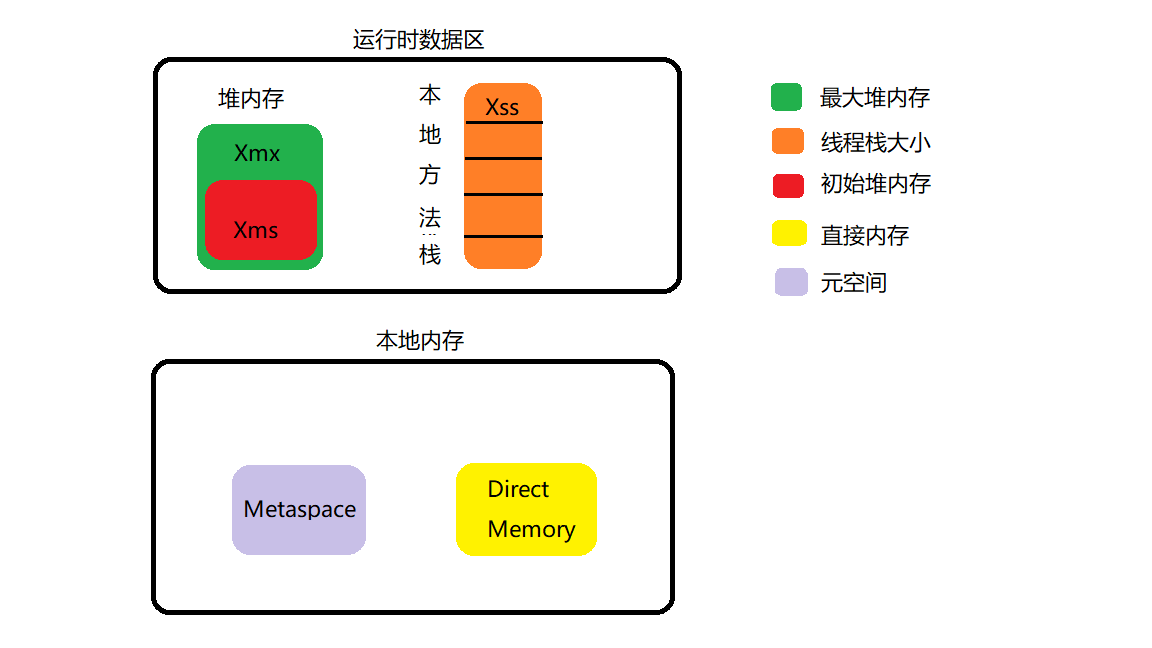 运行时数据区
堆内存
Xmx
Xms
本
地
方
法
栈
Xss
最大堆内存
线程栈大小
初始堆内存
直接内存
元空间
本地内存
Metaspace
Direct
Memory